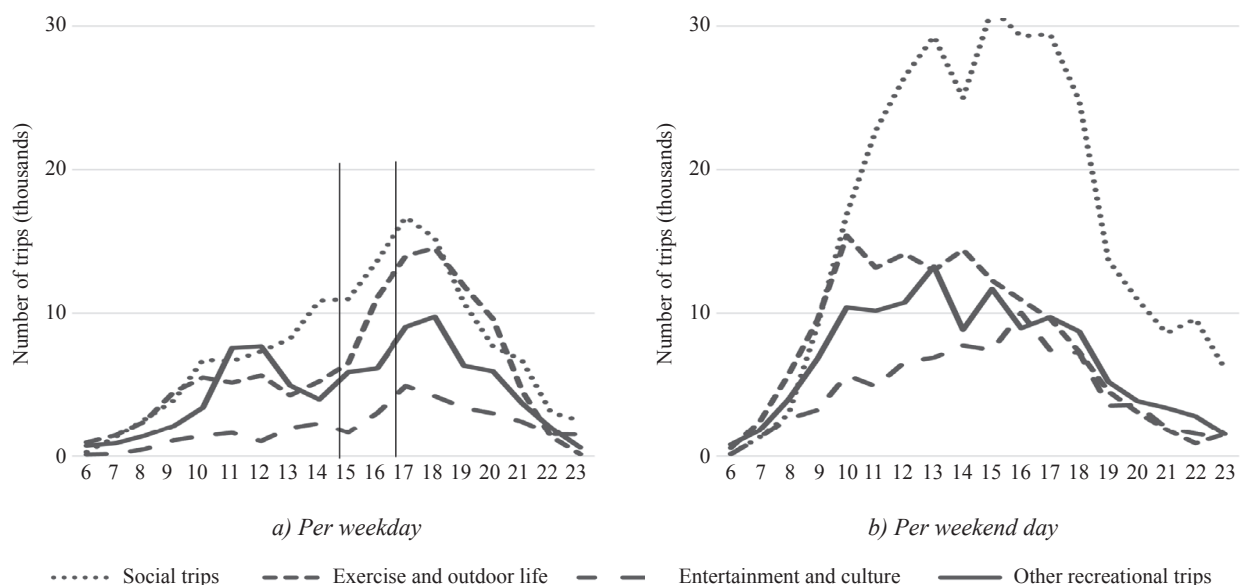 30
20
10
0
Number of trips (thousands)
6 7 8 9 10 11 12 13 14 15 16 17 18 19 20 21 22 23
a) Per weekday
30
20
10
0
Number of trips (thousands)
6 7 8 9 10 11 12 13 14 15 16 17 18 19 20 21 22 23
b) Per weekend day
Social trips Exercise and outdoor life Entertainment and culture Other recreational trips